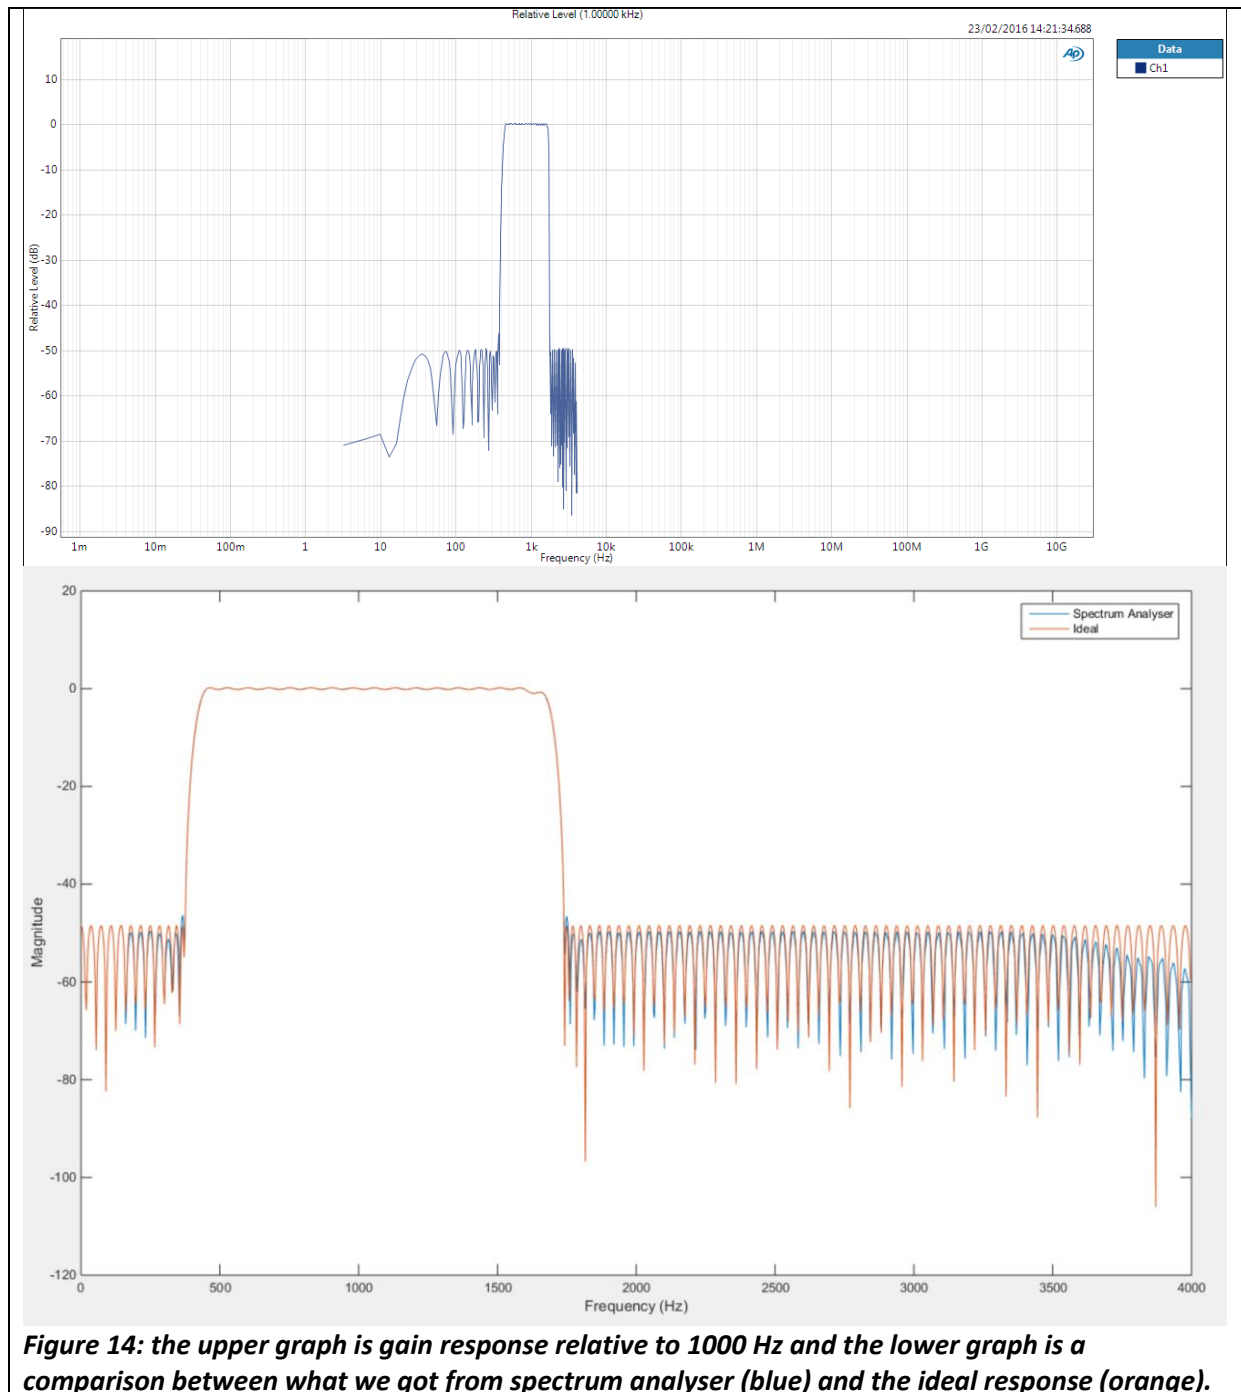 Relative Level (1.00000 kHz)
23/02/2016 14:21:34.688
Data
Ch1
AP
10
0
-10
-20
-30
-40
-50
-60
-70
-80
-90
Relative Level (dB)
1m 10m 100m 1 10 100 1k 10k 100k 1M 10M 100M 1G 10G
Frequency (Hz)
20
0
-20
-40
-60
-80
-100
-120
Magnitude
Spectrum Analyser
Ideal
0 500 1000 1500 2000 2500 3000 3500 4000
Frequency (Hz)
Figure 14: the upper graph is gain response relative to 1000 Hz and the lower graph is a
comparison between what we got from spectrum analyser (blue) and the ideal response (orange).